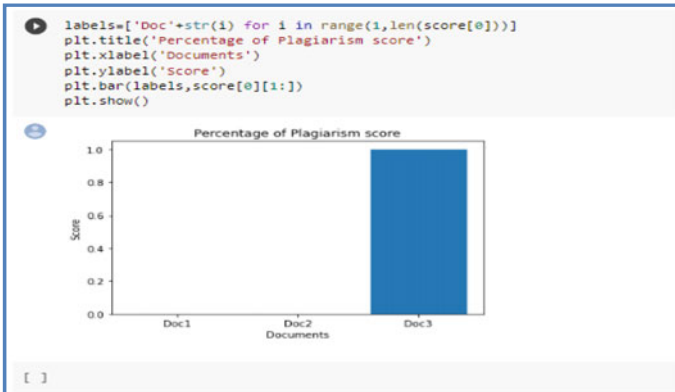 labels=['Doc'+str(i) for i in range(1,len(score[0]))]
plt.title('Percentage of Plagiarism score')
plt.xlabel('Documents')
plt.ylabel('Score')
plt.bar(labels,score[0][1:])
plt.show()
Percentage of Plagiarism score
1.0
0.8
0.6
0.4
0.2
0.0
Score
Doc1 Doc2 Doc3
Documents
[ ]